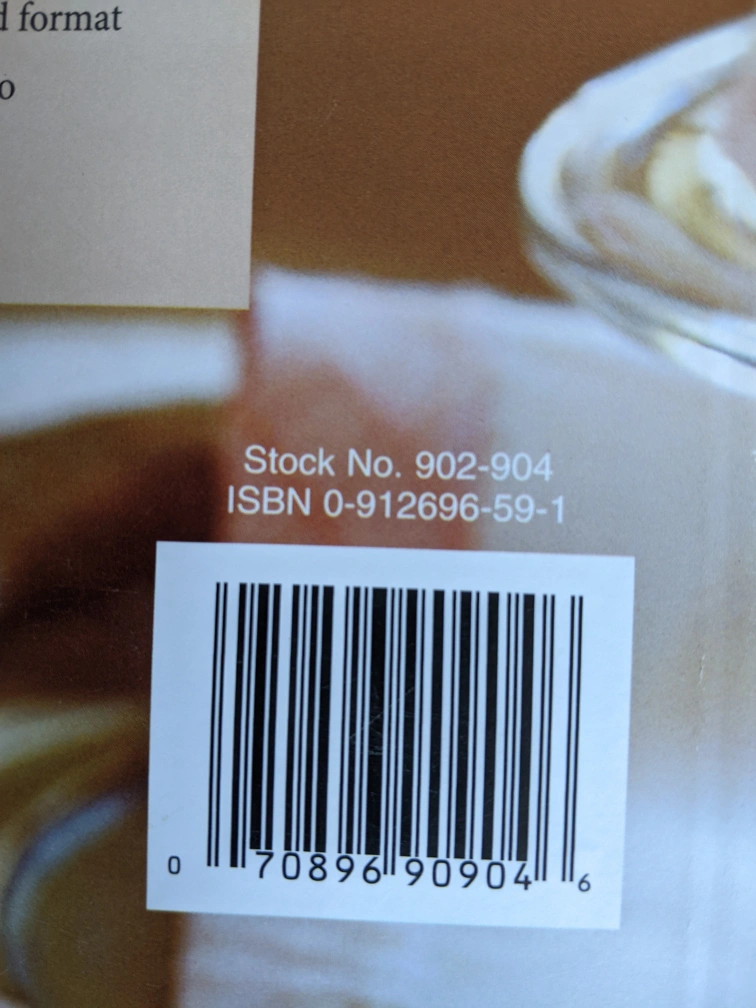 d format
o
Stock No. 902-904
ISBN 0-912696-59-1
0 70896 90904 6